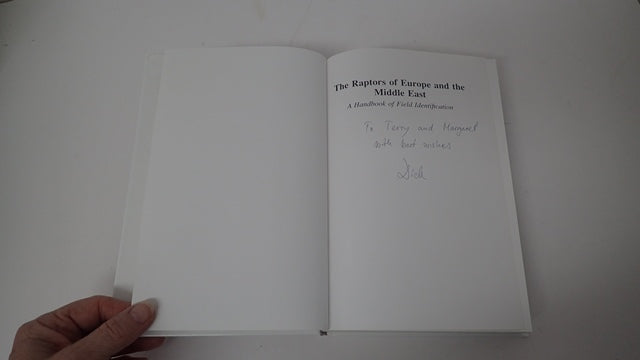 The Raptors of Europe and the
Middle East
A Handbook of Field Identification
To Terry and Margaret
with best wishes
Dick